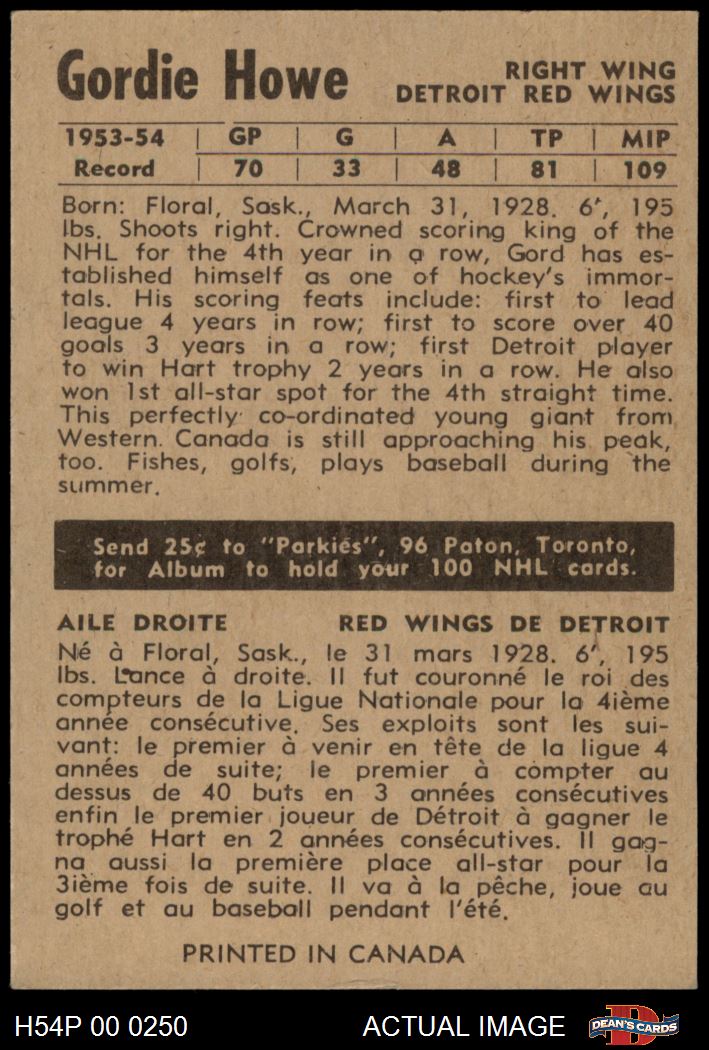 Gordie Howe
RIGHT WING
DETROIT RED WINGS
1953-54 | GP | G | A | TP | MIP
Record | 70 | 33 | 48 | 81 | 109
Born: Floral, Sask., March 31, 1928. 6', 195
lbs. Shoots right. Crowned scoring king of the
NHL for the 4th year in a row, Gord has es-
tablished himself as one of hockey's immor-
tals. His scoring feats include: first to lead
league 4 years in row; first to score over 40
goals 3 years in a row; first Detroit player
to win Hart trophy 2 years in a row. He also
won 1st all-star spot for the 4th straight time.
This perfectly co-ordinated young giant from
Western Canada is still approaching his peak,
too. Fishes, golfs, plays baseball during the
summer.
Send 25¢ to "Parkies", 96 Paton, Toronto,
for Album to hold your 100 NHL cards.
AILE DROITE RED WINGS DE DETROIT
Né à Floral, Sask., le 31 mars 1928. 6', 195
lbs. Lance à droite. Il fut couronné le roi des
compteurs de la Ligue Nationale pour la 4ième
année consécutive. Ses exploits sont les sui-
vant: le premier à venir en tête de la ligue 4
années de suite; le premier à compter au
dessus de 40 buts en 3 années consécutives
enfin le premier joueur de Détroit à gagner le
trophé Hart en 2 années consécutives. Il gag-
na aussi la première place all-star pour la
3ième fois de suite. Il va à la pêche, joue au
golf et au baseball pendant l'été.
PRINTED IN CANADA
H54P 00 0250 ACTUAL IMAGE DEAN'S CARDS